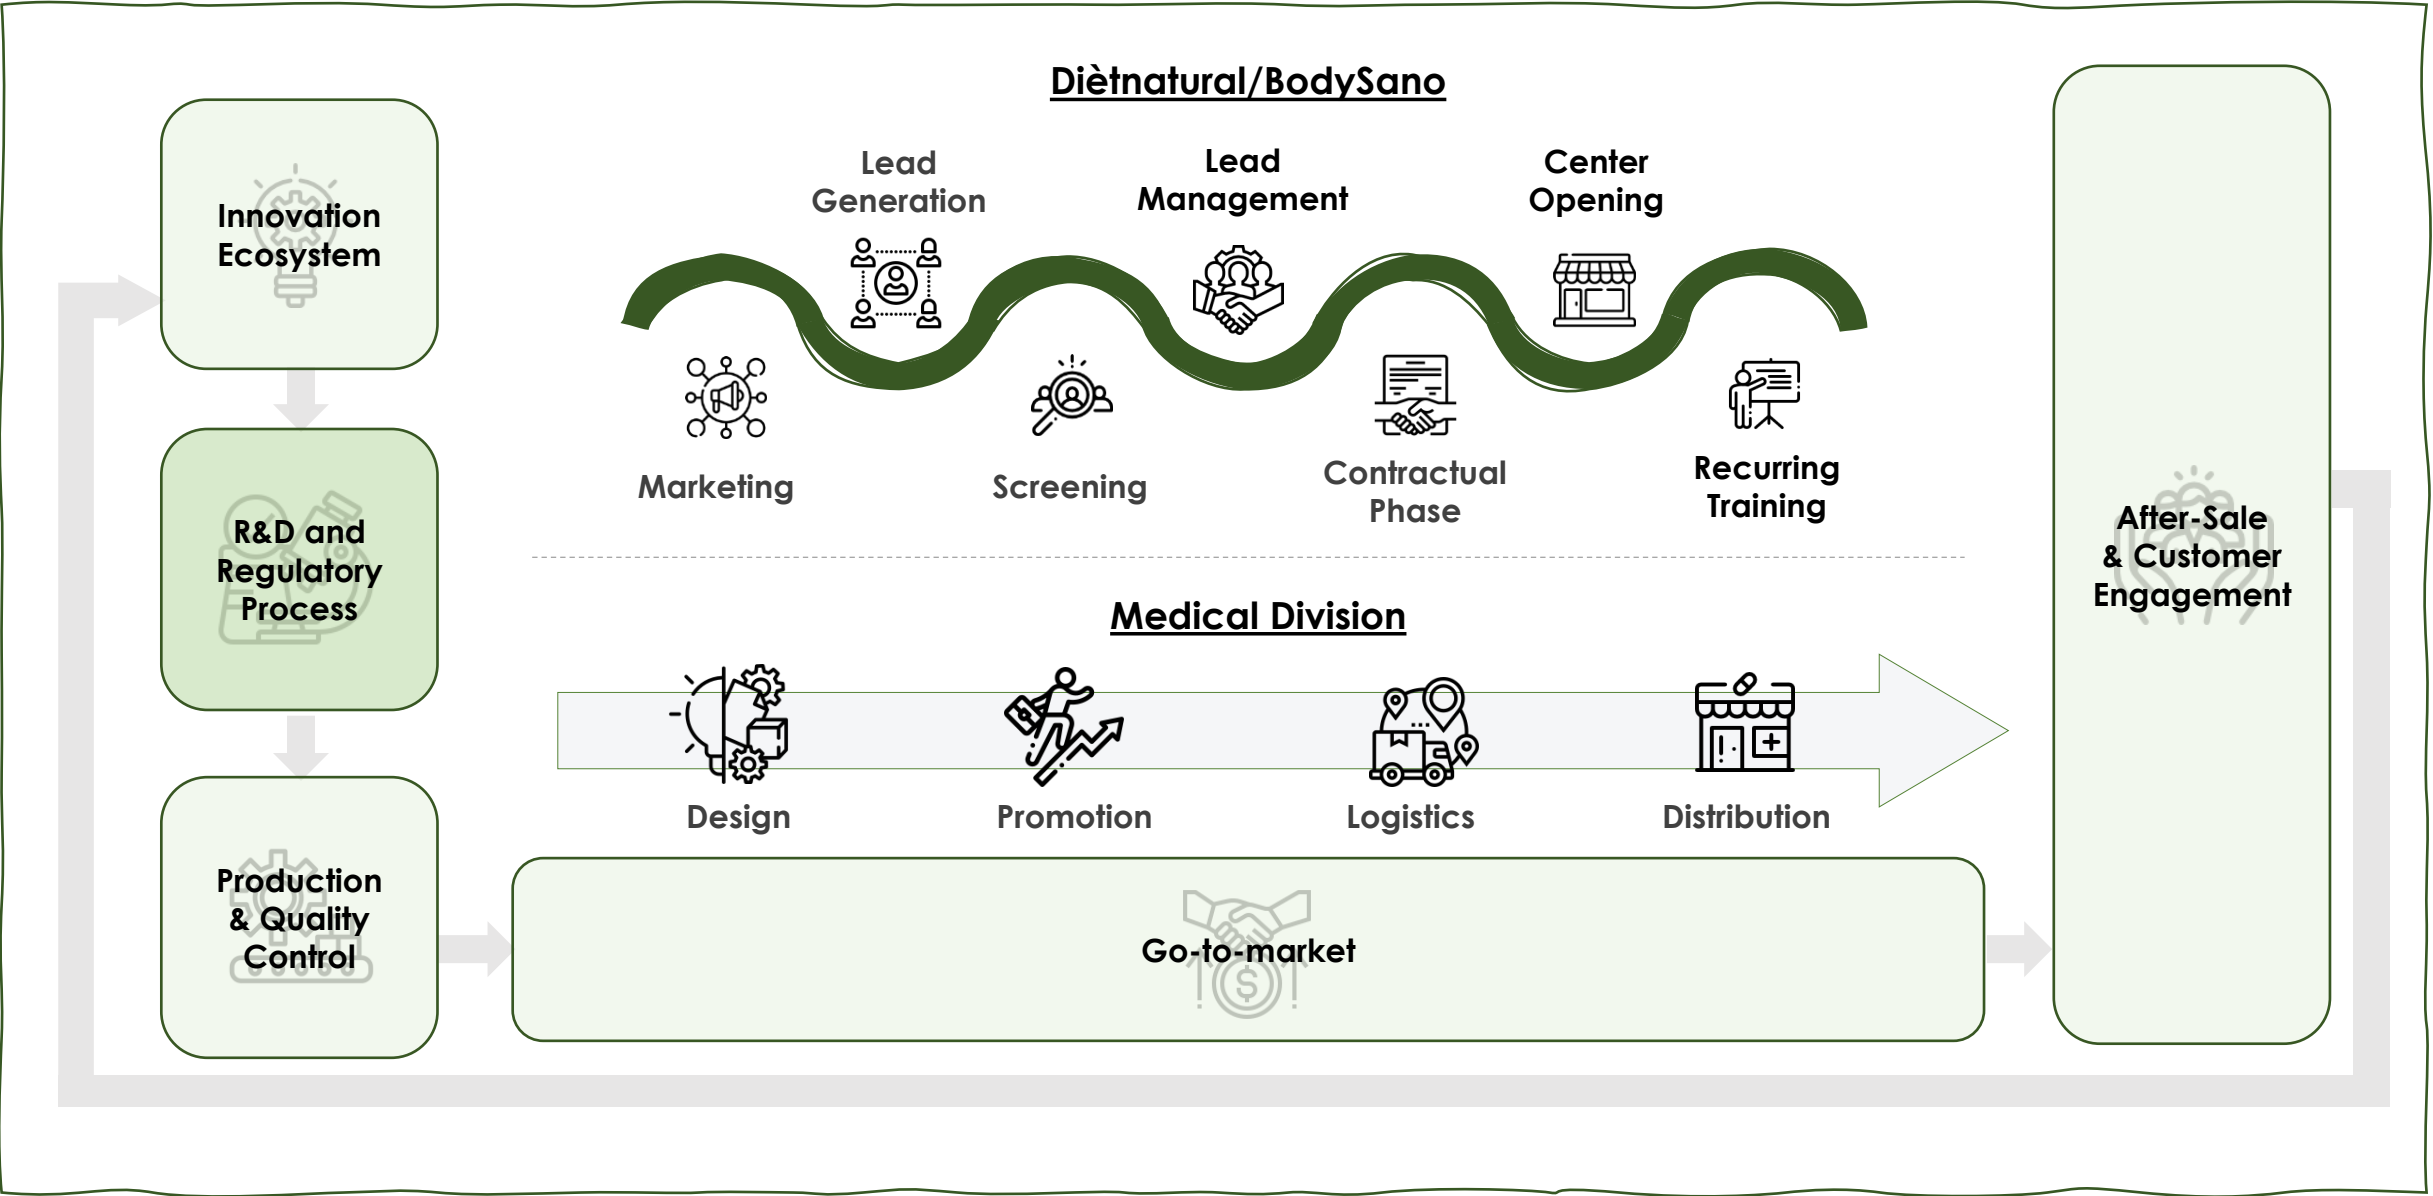 Diètnatural/BodySano
Innovation
Ecosystem
R&D and
Regulatory
Process
Production
& Quality
Control
Lead
Generation
Lead
Management
Center
Opening
Marketing
Screening
Contractual
Phase
Recurring
Training
Medical Division
Design
Promotion
Logistics
Distribution
Go-to-market
After-Sale
& Customer
Engagement